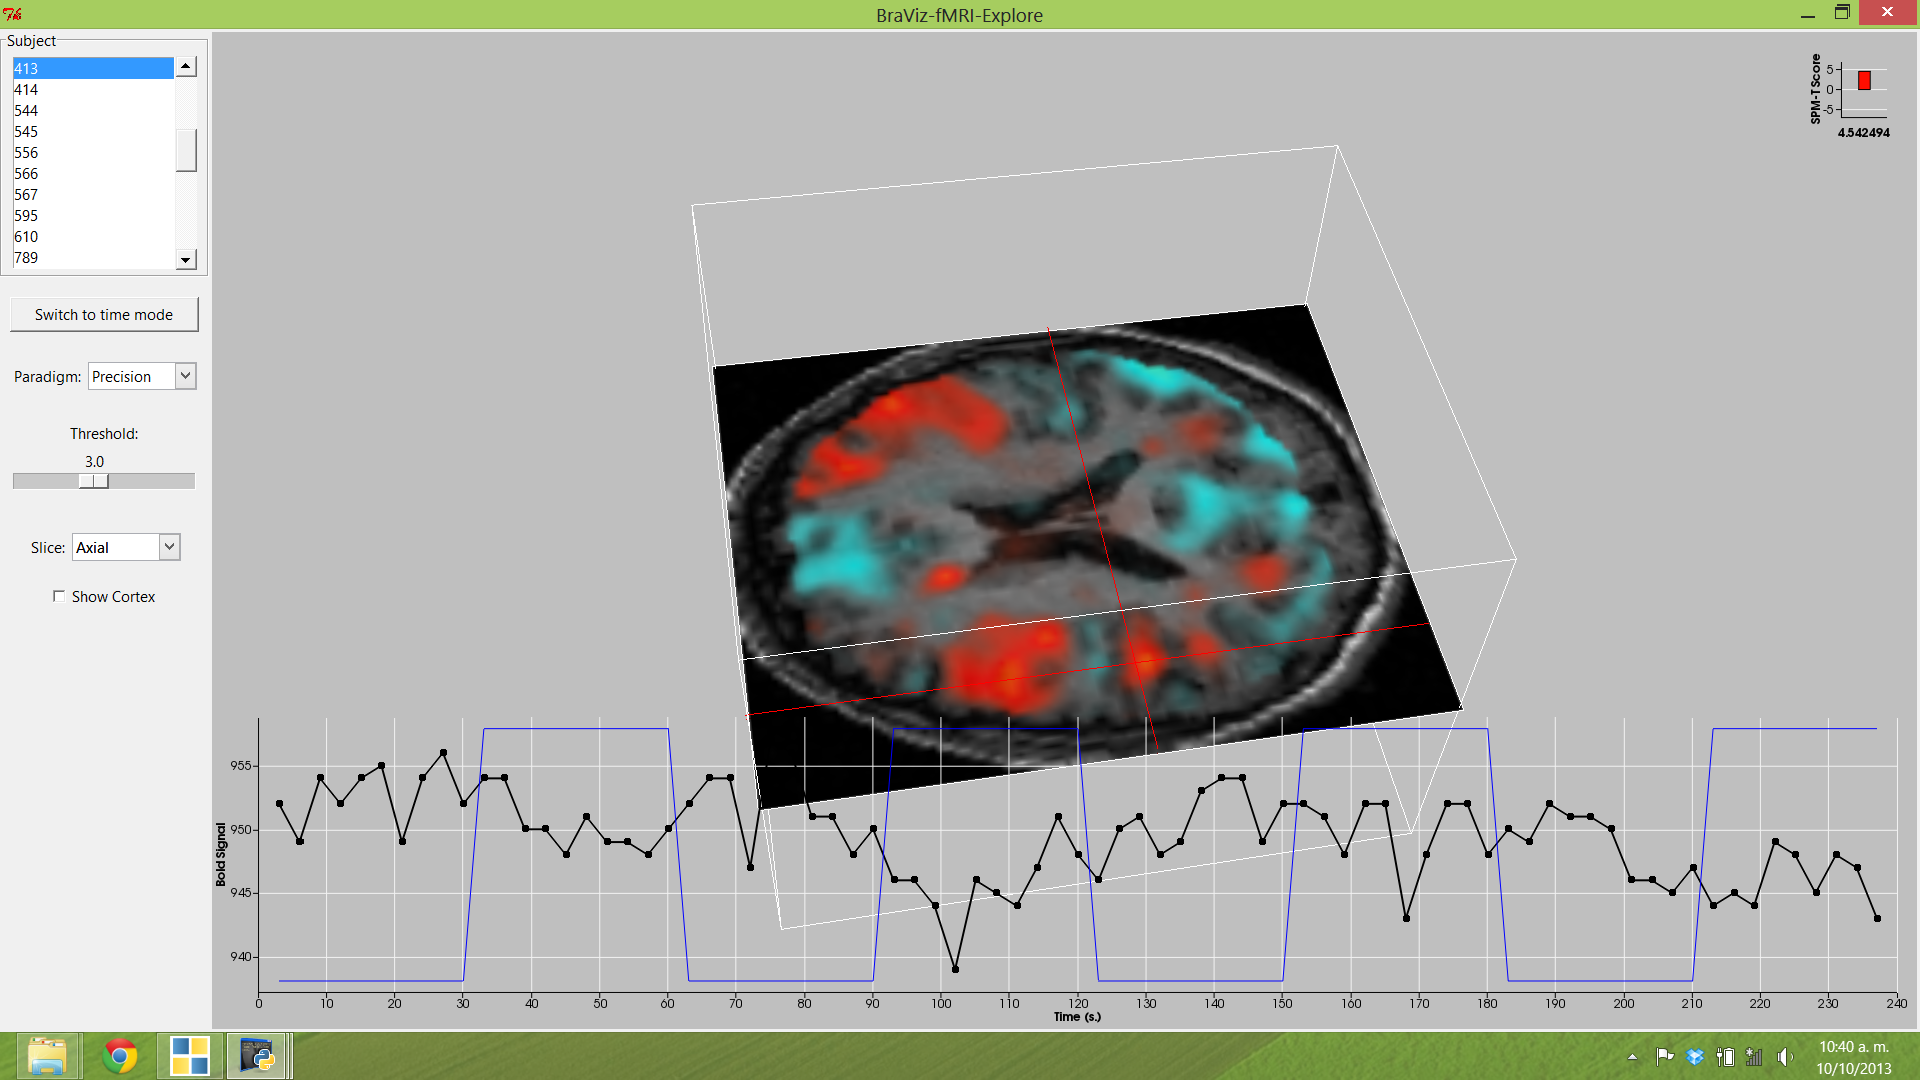 BraViz-fMRI-Explore
Subject
413
414
544
545
556
566
567
595
610
789
Switch to time mode
Paradigm: Precision
Threshold:
3.0
Slice: Axial
Show Cortex
SPM-T Score
5
0
-5
4.542494
Bold Signal
955
950
945
940
0 10 20 30 40 50 60 70 80 90 100 110 120 130 140 150 160 170 180 190 200 210 220 230 240
Time (s.)
10:40 a. m.
10/10/2013